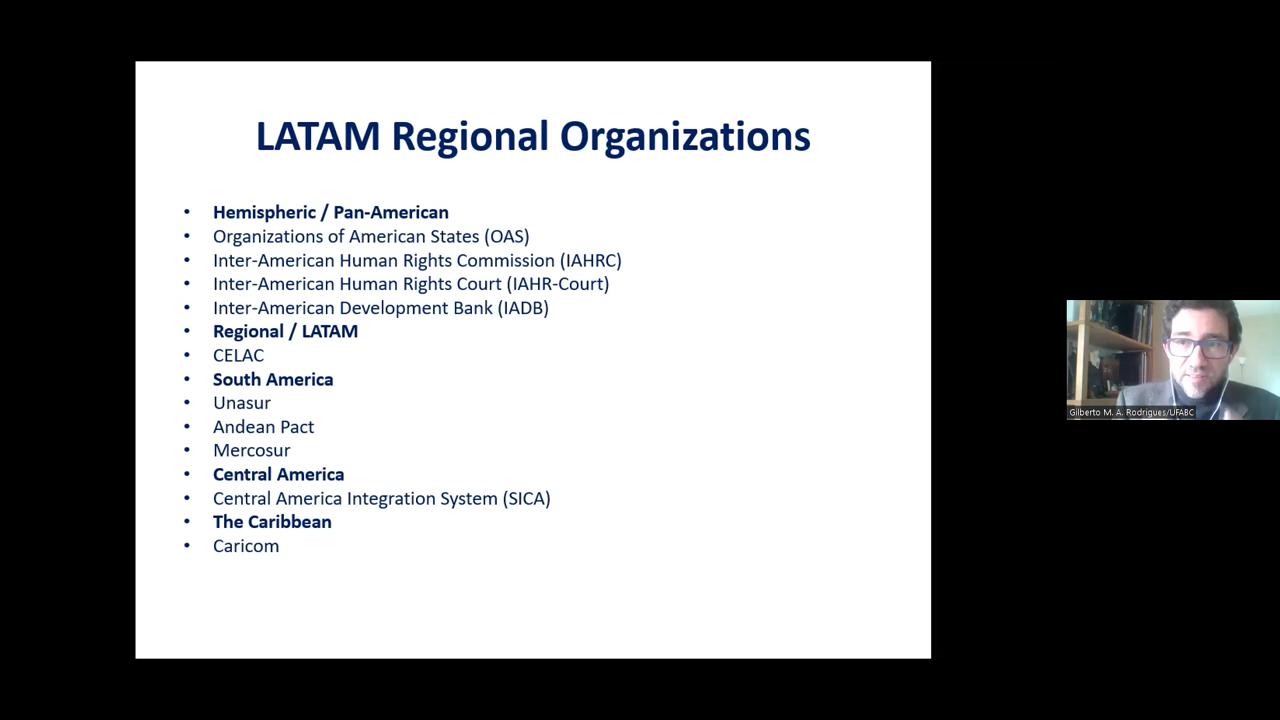 LATAM Regional Organizations
• Hemispheric / Pan-American
• Organizations of American States (OAS)
• Inter-American Human Rights Commission (IAHRC)
• Inter-American Human Rights Court (IAHR-Court)
• Inter-American Development Bank (IADB)
• Regional / LATAM
• CELAC
• South America
• Unasur
• Andean Pact
• Mercosur
• Central America
• Central America Integration System (SICA)
• The Caribbean
• Caricom
Gilberto M. A. Rodrigues/UFABC